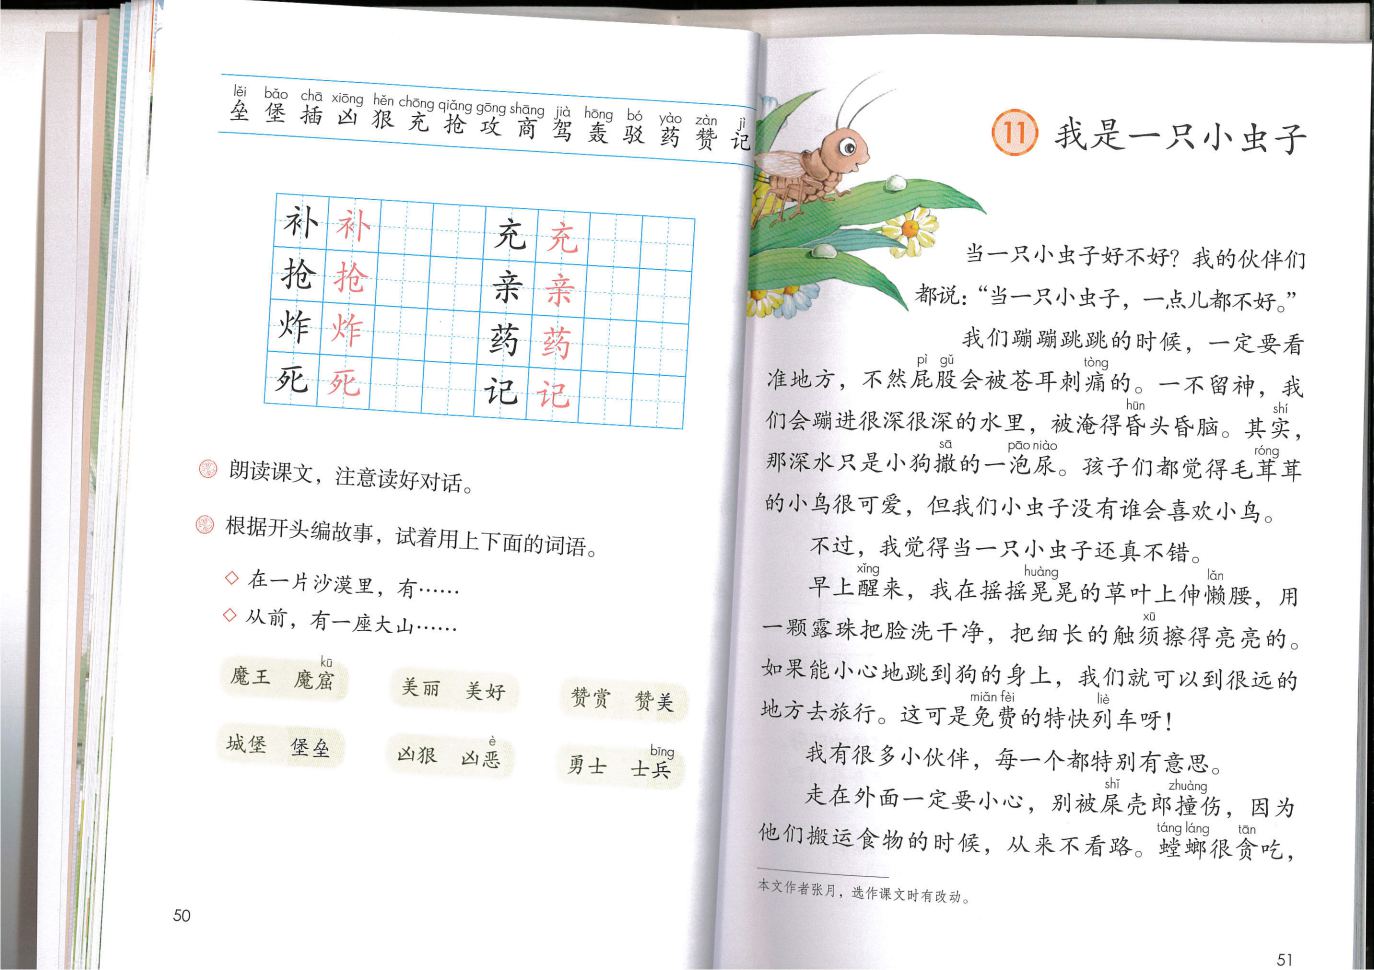 lěi bǎo chā xiōng hěn chōng qiǎng gōng shāng jià hōng bó yào zàn jì
垒 堡 插 凶 狠 充 抢 攻 商 驾 轰 驳 药 赞 记
补 补 充 充
抢 抢 亲 亲
炸 炸 药 药
死 死 记 记
朗读课文，注意读好对话。
根据开头编故事，试着用上下面的词语。
◇ 在一片沙漠里，有……
◇ 从前，有一座大山……
kū
魔王 魔窟 美丽 美好 赞赏 赞美
è bīng
城堡 堡垒 凶狠 凶恶 勇士 士兵
50
11 我是一只小虫子
当一只小虫子好不好？我的伙伴们
都说：“当一只小虫子，一点儿都不好。”
我们蹦蹦跳跳的时候，一定要看
pì gǔ tòng
准地方，不然屁股会被苍耳刺痛的。一不留神，我
hūn shí
们会蹦进很深很深的水里，被淹得昏头昏脑。其实，
sā pāo niào róng
那深水只是小狗撒的一泡尿。孩子们都觉得毛茸茸
的小鸟很可爱，但我们小虫子没有谁会喜欢小鸟。
不过，我觉得当一只小虫子还真不错。
xǐng huàng lǎn
早上醒来，我在摇摇晃晃的草叶上伸懒腰，用
xū
一颗露珠把脸洗干净，把细长的触须擦得亮亮的。
如果能小心地跳到狗的身上，我们就可以到很远的
miǎn fèi liè
地方去旅行。这可是免费的特快列车呀！
我有很多小伙伴，每一个都特别有意思。
shǐ zhuàng
走在外面一定要小心，别被屎壳郎撞伤，因为
táng láng tān
他们搬运食物的时候，从来不看路。螳螂很贪吃，
本文作者张月，选作课文时有改动。
51